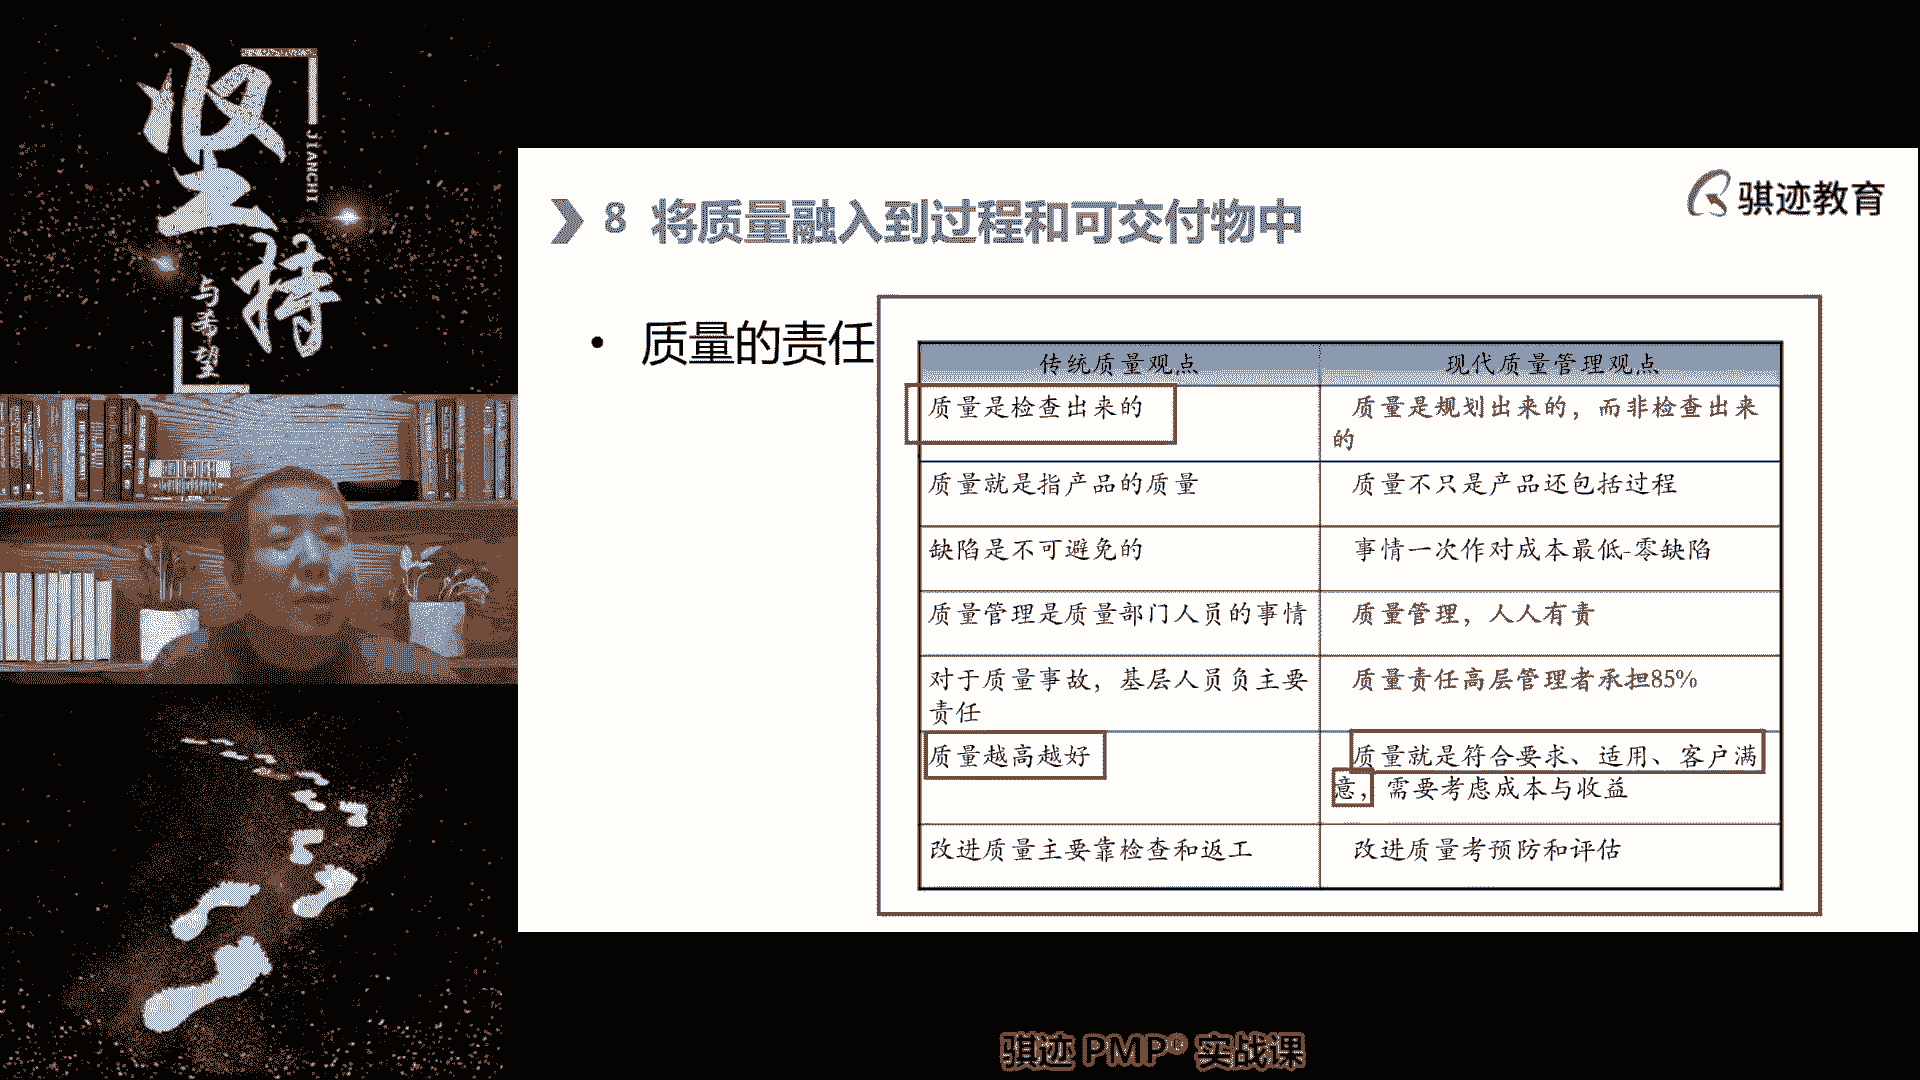 坚持
JIANCHI
与希望
8 将质量融入到过程和可交付物中
骐迹教育
• 质量的责任
传统质量观点
现代质量管理观点
质量是检查出来的
质量是规划出来的，而非检查出来
的
质量就是指产品的质量
质量不只是产品还包括过程
缺陷是不可避免的
事情一次作对成本最低-零缺陷
质量管理是质量部门人员的事情
质量管理，人人有责
对于质量事故，基层人员负主要
责任
质量责任高层管理者承担85%
质量越高越好
质量就是符合要求、适用、客户满
意，需要考虑成本与收益
改进质量主要靠检查和返工
改进质量考预防和评估
骐迹 PMP® 实战课